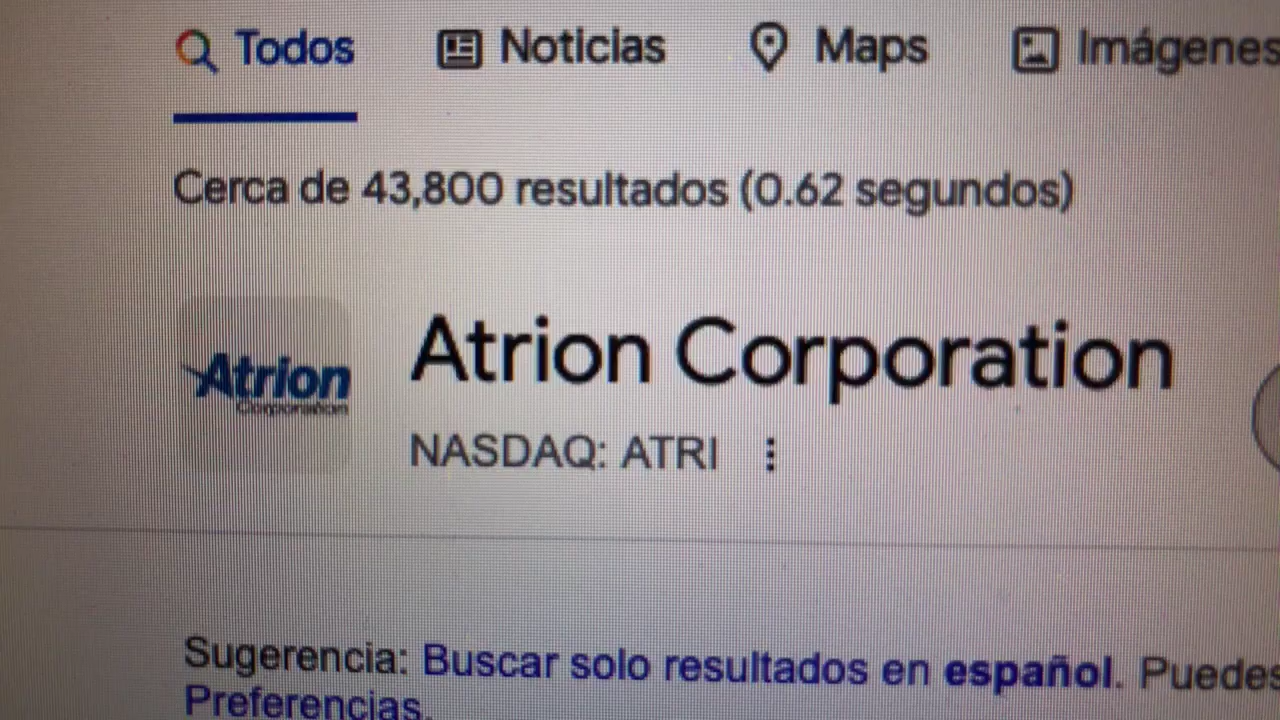 Todos Noticias Maps Imágenes
Cerca de 43,800 resultados (0.62 segundos)
Atrion Corporation
Atrion
Corporation
NASDAQ: ATRI
Sugerencia: Buscar solo resultados en español. Puedes
Preferencias.